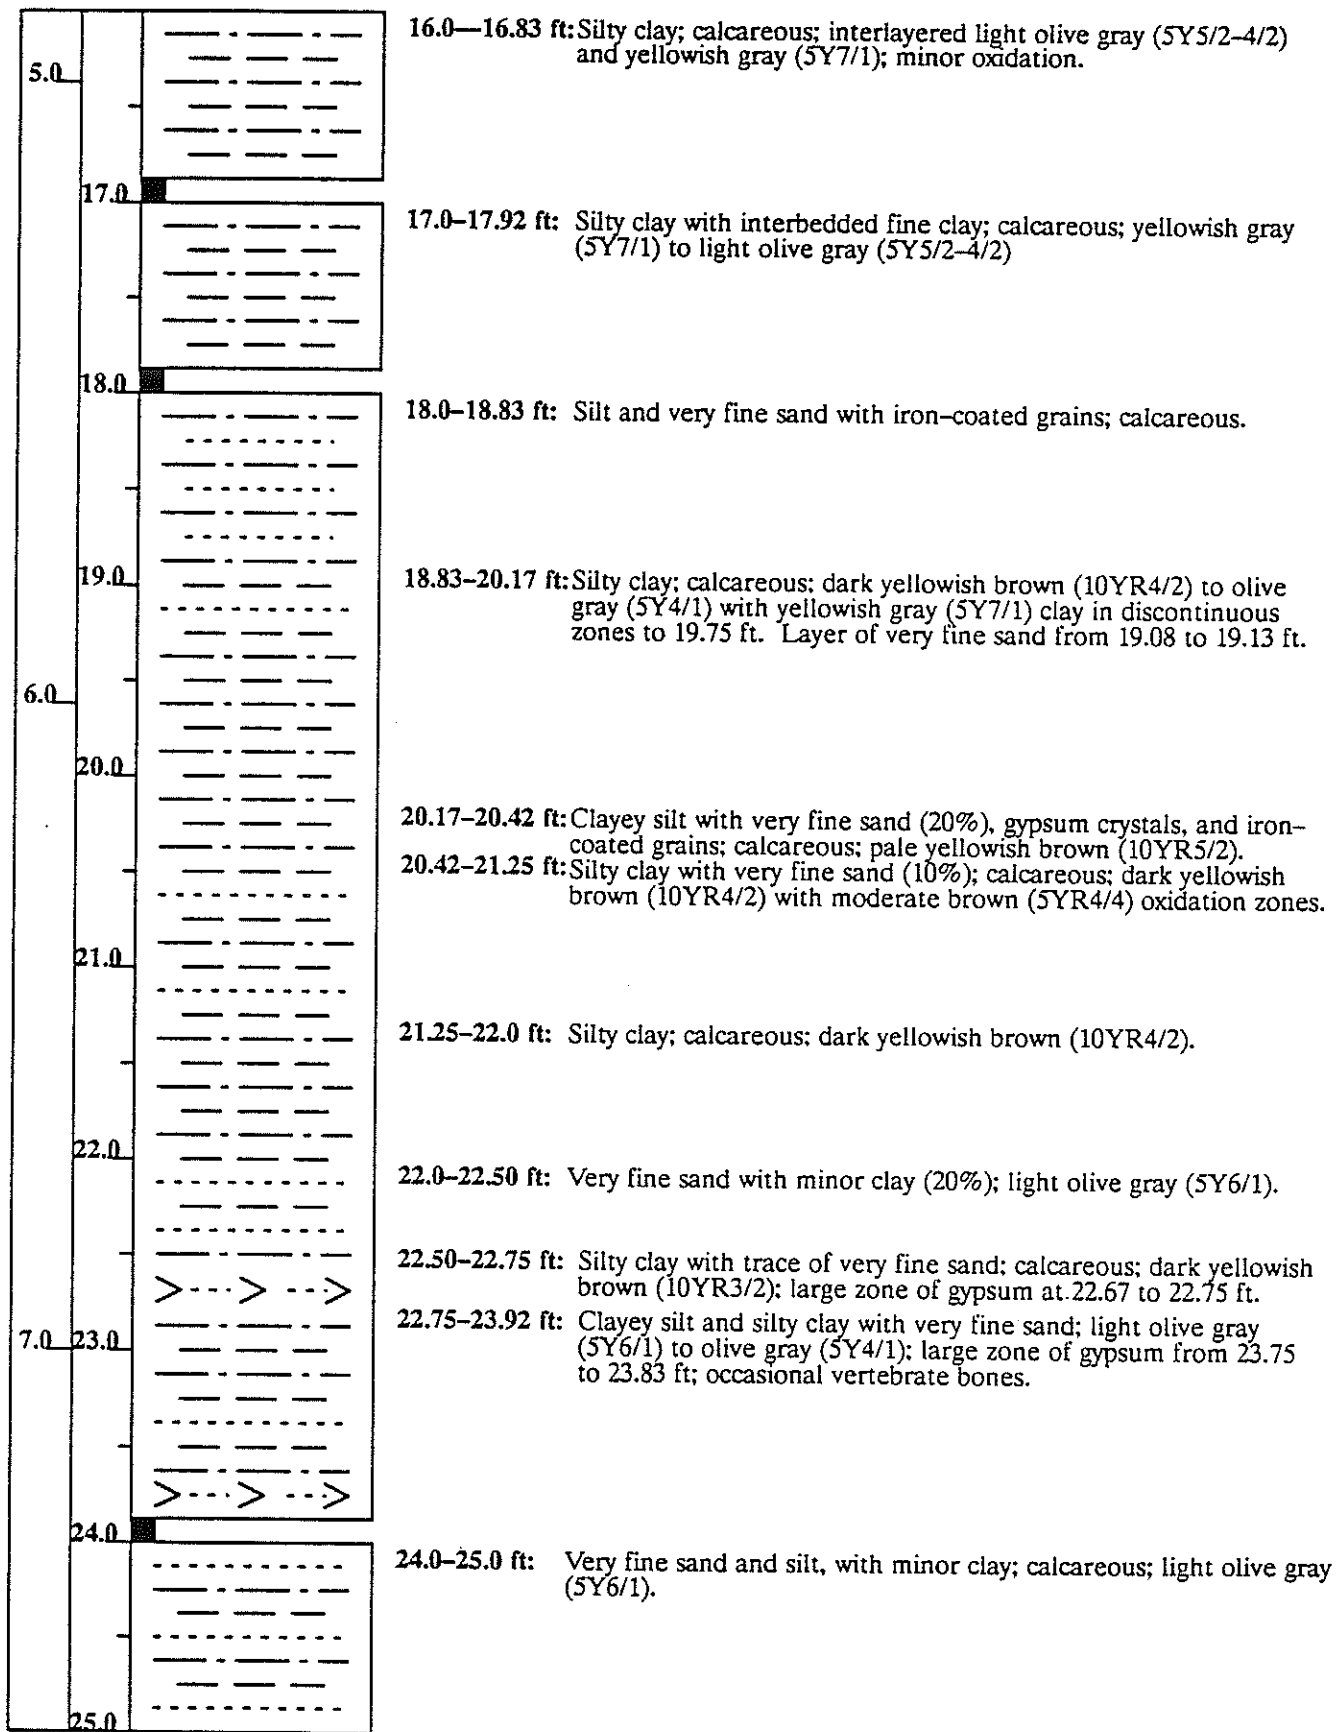 16.0—16.83 ft: Silty clay; calcareous; interlayered light olive gray (5Y5/2–4/2)
and yellowish gray (5Y7/1); minor oxidation.
5.0
17.0
17.0–17.92 ft: Silty clay with interbedded fine clay; calcareous; yellowish gray
(5Y7/1) to light olive gray (5Y5/2–4/2)
18.0
18.0–18.83 ft: Silt and very fine sand with iron–coated grains; calcareous.
19.0
18.83–20.17 ft: Silty clay; calcareous; dark yellowish brown (10YR4/2) to olive
gray (5Y4/1) with yellowish gray (5Y7/1) clay in discontinuous
zones to 19.75 ft. Layer of very fine sand from 19.08 to 19.13 ft.
6.0
20.0
20.17–20.42 ft: Clayey silt with very fine sand (20%), gypsum crystals, and iron–
coated grains; calcareous; pale yellowish brown (10YR5/2).
20.42–21.25 ft: Silty clay with very fine sand (10%); calcareous; dark yellowish
brown (10YR4/2) with moderate brown (5YR4/4) oxidation zones.
21.0
21.25–22.0 ft: Silty clay; calcareous; dark yellowish brown (10YR4/2).
22.0
22.0–22.50 ft: Very fine sand with minor clay (20%); light olive gray (5Y6/1).
22.50–22.75 ft: Silty clay with trace of very fine sand; calcareous; dark yellowish
brown (10YR3/2); large zone of gypsum at 22.67 to 22.75 ft.
22.75–23.92 ft: Clayey silt and silty clay with very fine sand; light olive gray
(5Y6/1) to olive gray (5Y4/1); large zone of gypsum from 23.75
to 23.83 ft; occasional vertebrate bones.
7.0 23.0
24.0
24.0–25.0 ft: Very fine sand and silt, with minor clay; calcareous; light olive gray
(5Y6/1).
25.0